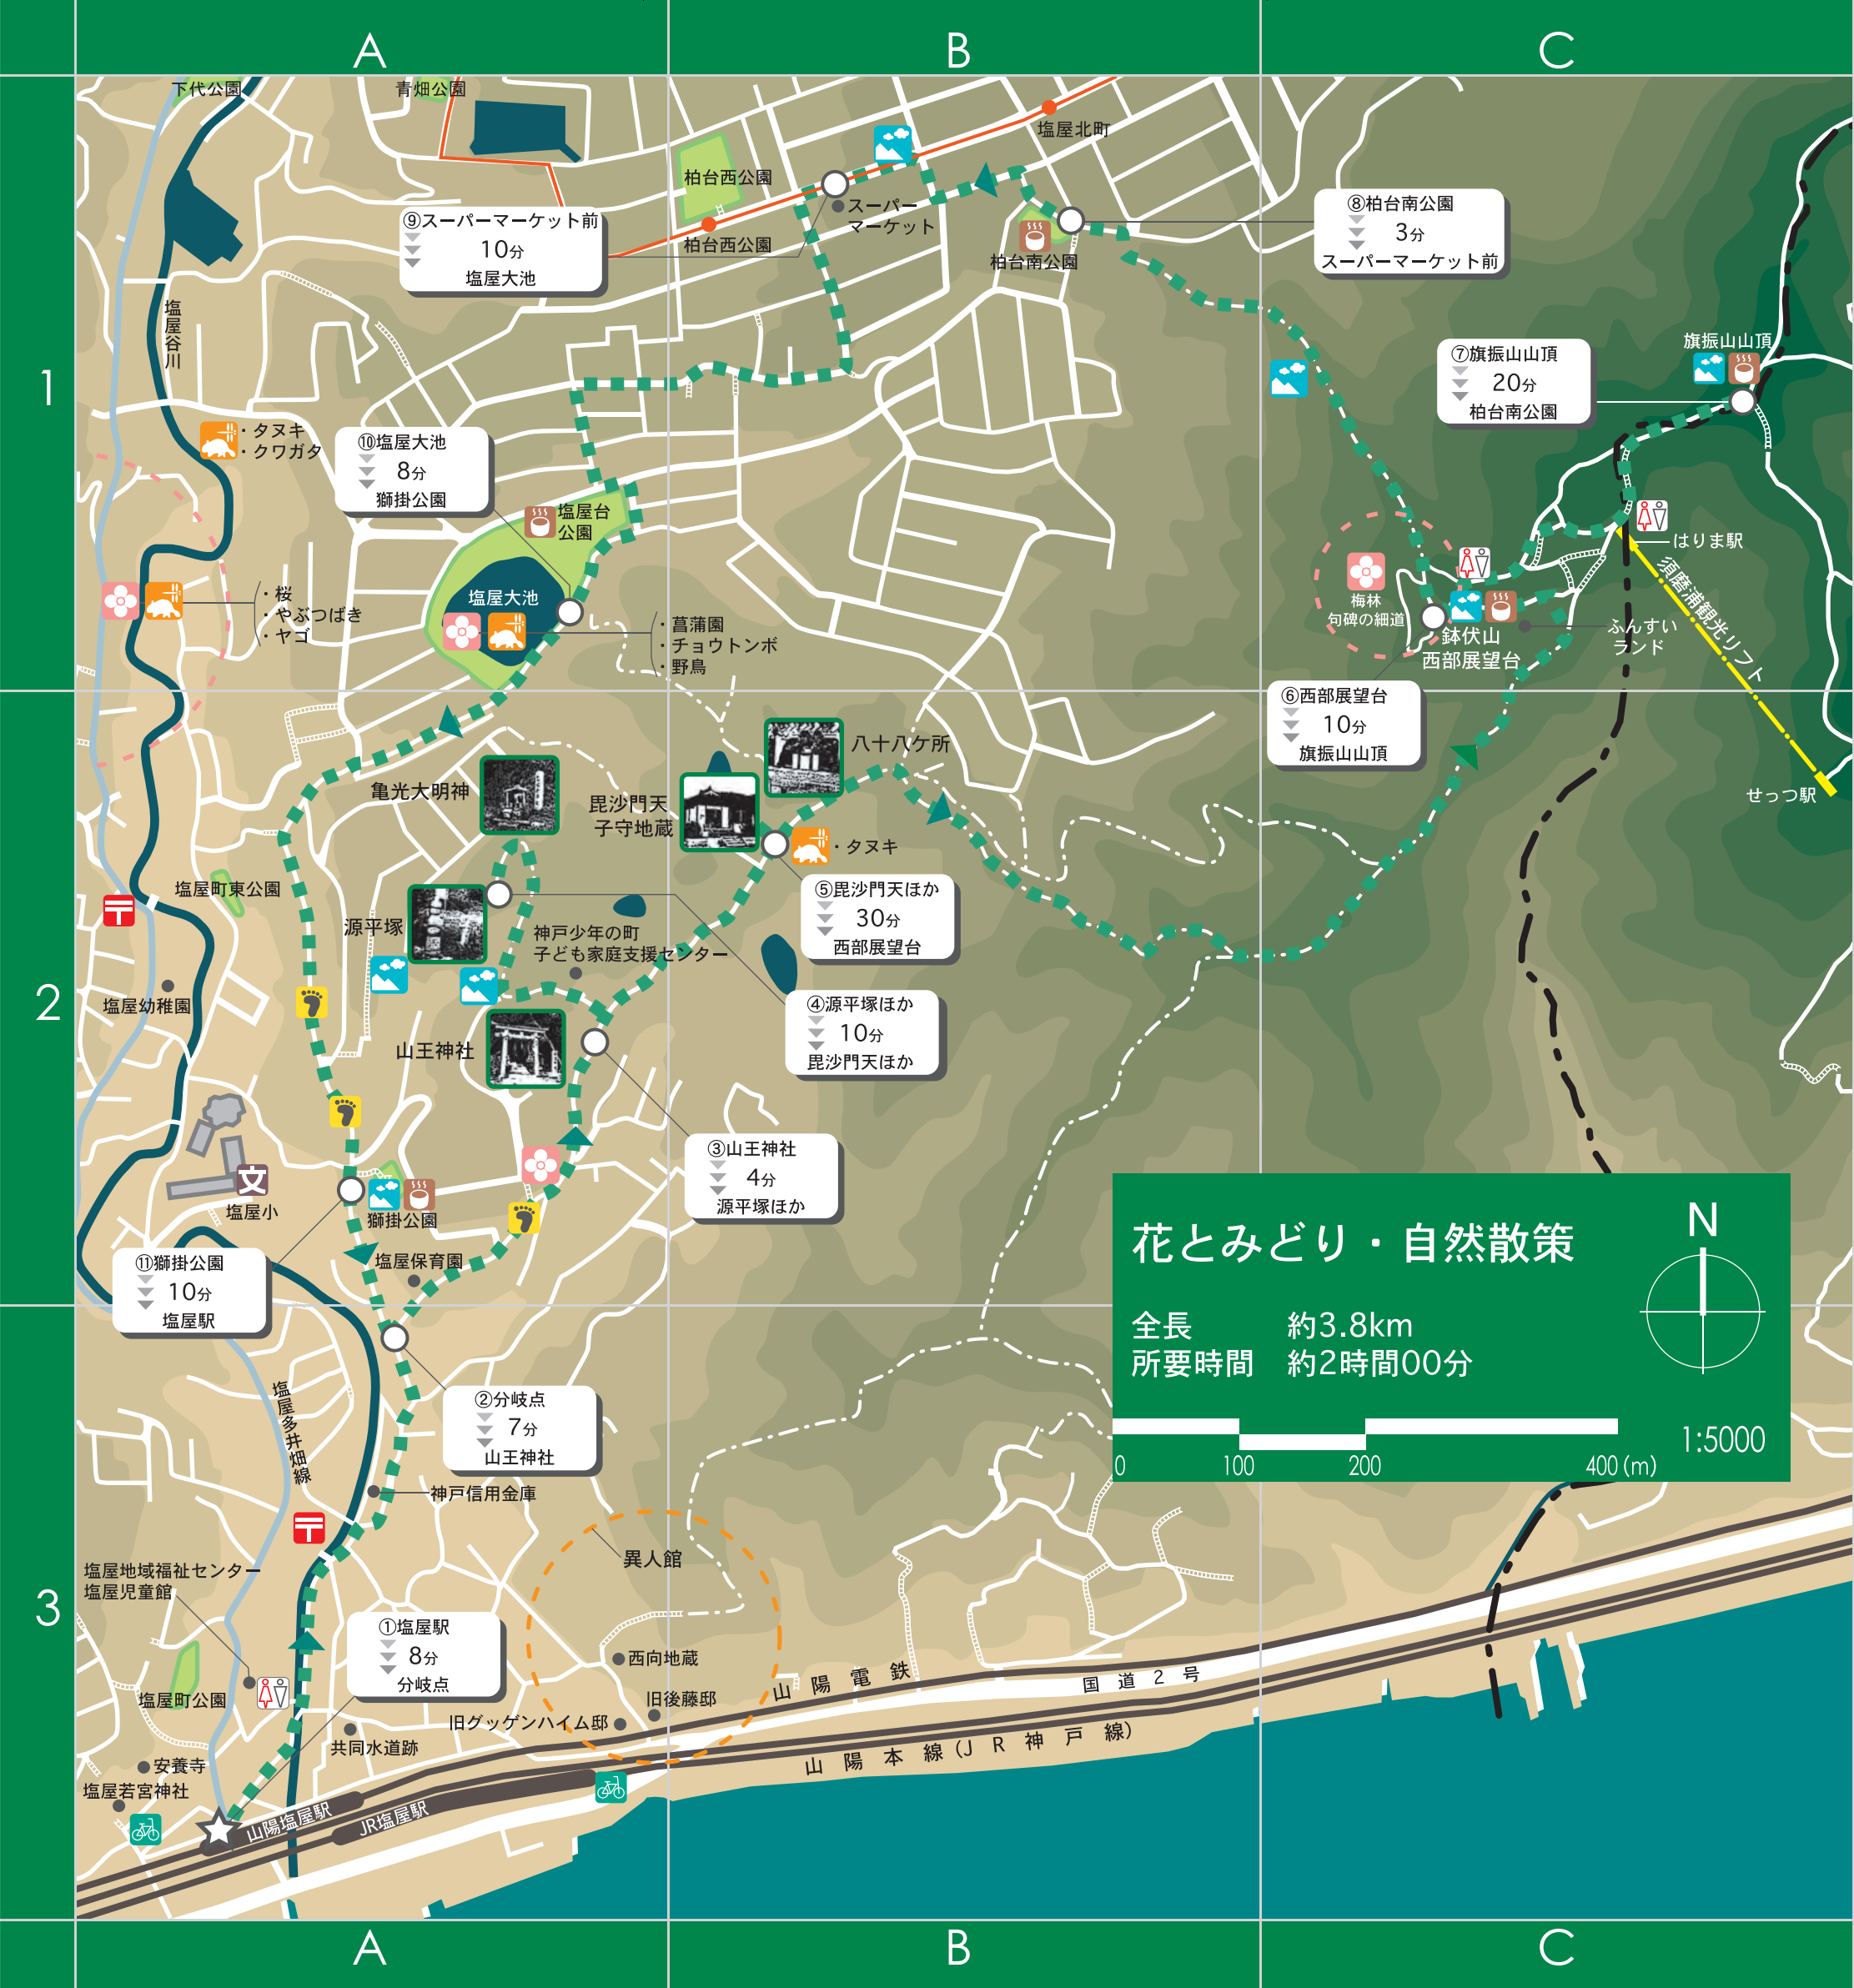 A
B
C
下代公園
青畑公園
塩屋北町
柏台西公園
⑨スーパーマーケット前
10分
塩屋大池
柏台西公園
スーパー
マーケット
柏台南公園
⑧柏台南公園
3分
スーパーマーケット前
塩屋谷川
1
⑦旗振山山頂
20分
柏台南公園
旗振山山頂
・タヌキ
・クワガタ
⑩塩屋大池
8分
獅掛公園
塩屋台
公園
はりま駅
須磨浦観光リフト
・桜
・やぶつばき
・ヤゴ
塩屋大池
・菖蒲園
・チョウトンボ
・野鳥
梅林
句碑の細道
鉢伏山
西部展望台
ふんすい
ランド
⑥西部展望台
10分
旗振山山頂
せっつ駅
八十八ケ所
亀光大明神
毘沙門天
子守地蔵
・タヌキ
塩屋町東公園
源平塚
⑤毘沙門天ほか
30分
西部展望台
神戸少年の町
子ども家庭支援センター
2
塩屋幼稚園
④源平塚ほか
10分
毘沙門天ほか
山王神社
③山王神社
4分
源平塚ほか
文
塩屋小
獅掛公園
塩屋保育園
⑪獅掛公園
10分
塩屋駅
花とみどり・自然散策
N
全長 約3.8km
所要時間 約2時間00分
0 100 200 400(m)
1:5000
②分岐点
7分
山王神社
塩屋多井畑線
神戸信用金庫
塩屋地域福祉センター
塩屋児童館
異人館
3
①塩屋駅
8分
分岐点
塩屋町公園
西向地蔵
旧後藤邸
旧グッゲンハイム邸
共同水道跡
安養寺
塩屋若宮神社
山陽電鉄
国道2号
山陽本線(JR神戸線)
山陽塩屋駅
JR塩屋駅
A
B
C